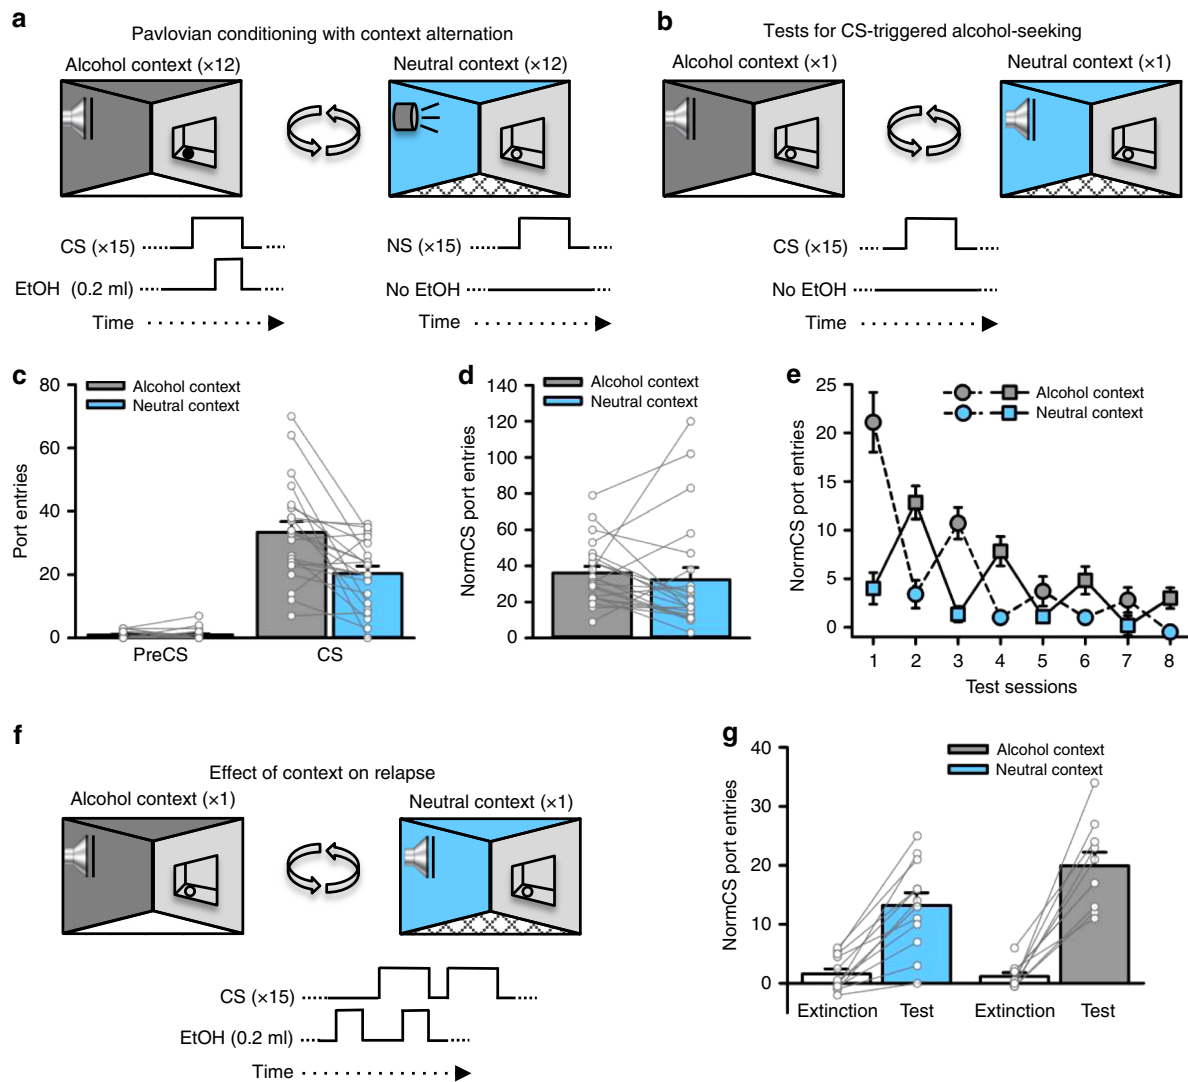 a
Pavlovian conditioning with context alternation
Alcohol context (×12)
Neutral context (×12)
CS (×15)
EtOH (0.2 ml)
Time
NS (×15)
No EtOH
Time
b
Tests for CS-triggered alcohol-seeking
Alcohol context (×1)
Neutral context (×1)
CS (×15)
No EtOH
Time
c
Port entries
80
60
40
20
0
Alcohol context
Neutral context
PreCS
CS
d
NormCS port entries
140
120
100
80
60
40
20
0
Alcohol context
Neutral context
e
NormCS port entries
25
20
15
10
5
0
Alcohol context
Neutral context
1 2 3 4 5 6 7 8
Test sessions
f
Effect of context on relapse
Alcohol context (×1)
Neutral context (×1)
CS (×15)
EtOH (0.2 ml)
Time
g
NormCS port entries
40
30
20
10
0
Alcohol context
Neutral context
Extinction Test Extinction Test